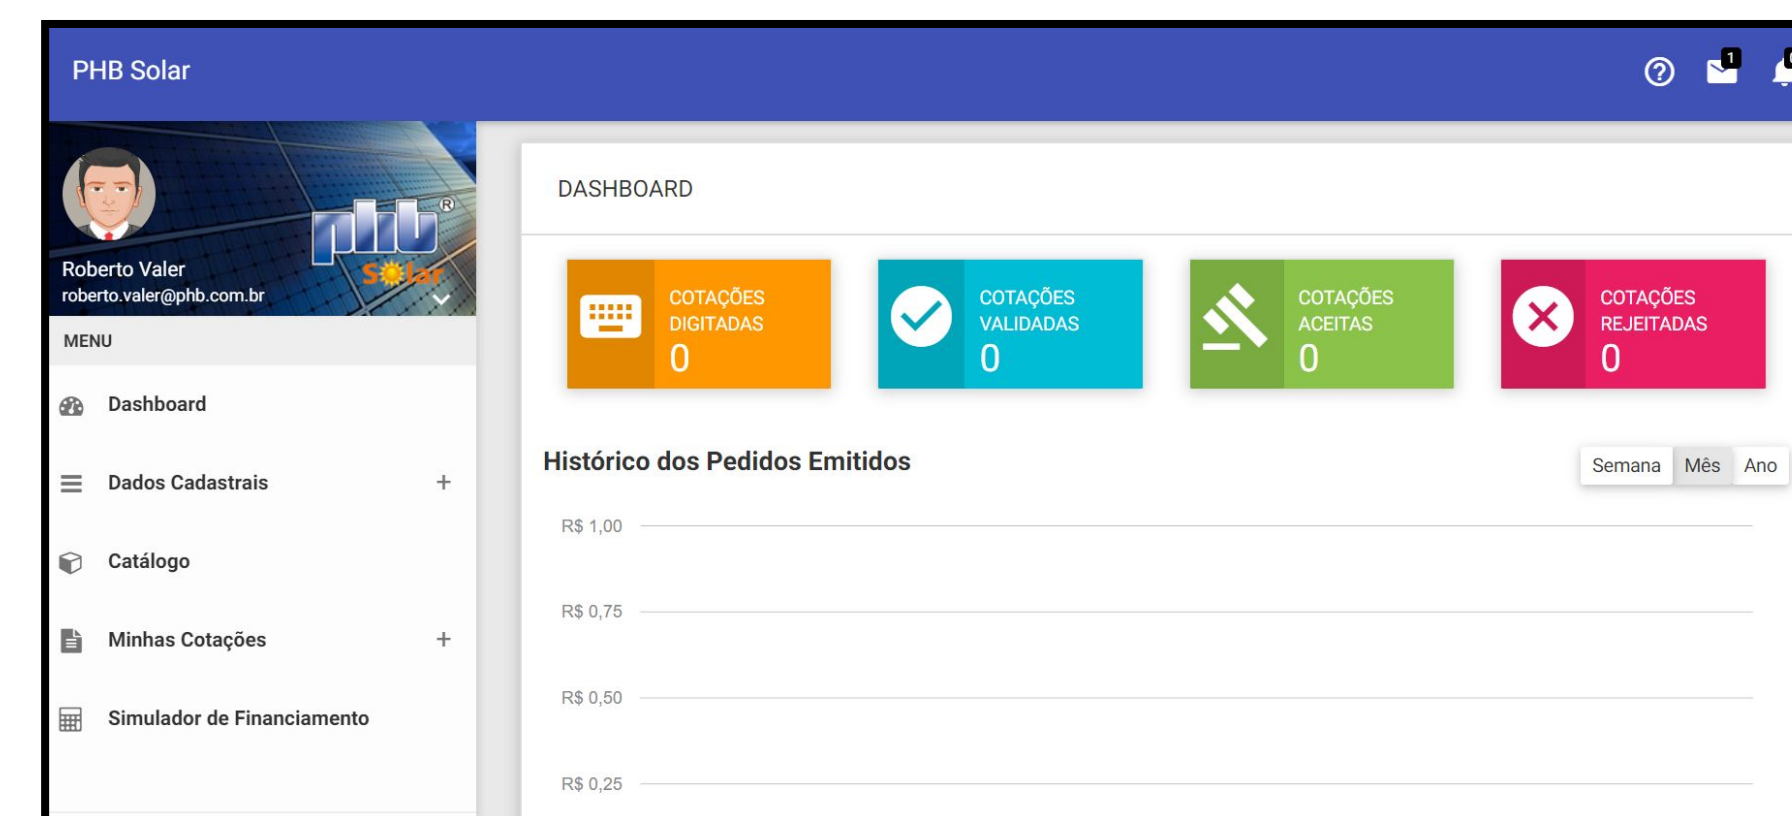 PHB Solar
1
phb®
Solar
Roberto Valer
roberto.valer@phb.com.br
MENU
Dashboard
Dados Cadastrais +
Catálogo
Minhas Cotações +
Simulador de Financiamento
DASHBOARD
COTAÇÕES
DIGITADAS
0
COTAÇÕES
VALIDADAS
0
COTAÇÕES
ACEITAS
0
COTAÇÕES
REJEITADAS
0
Histórico dos Pedidos Emitidos
Semana Mês Ano
R$ 1,00
R$ 0,75
R$ 0,50
R$ 0,25